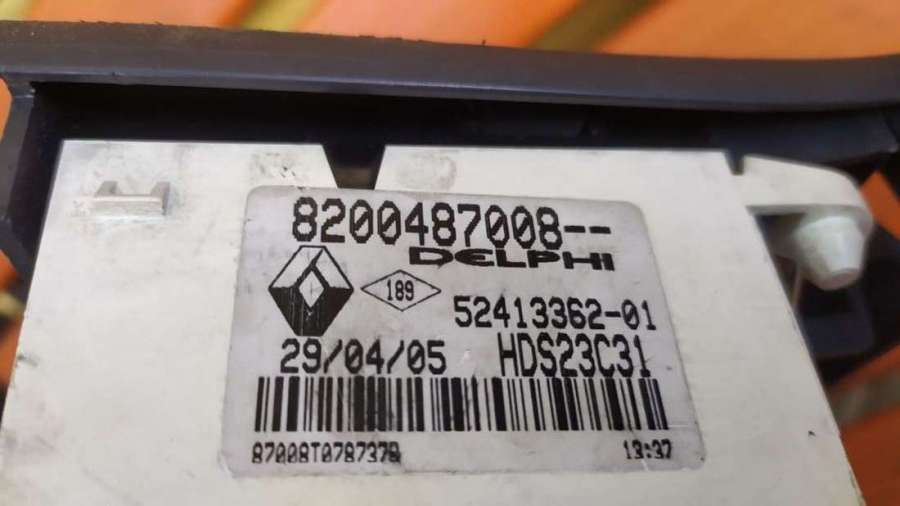 8200487008--
DELPHI
189
52413362-01
29/04/05 HDS23C31
87008T0787378 13:37